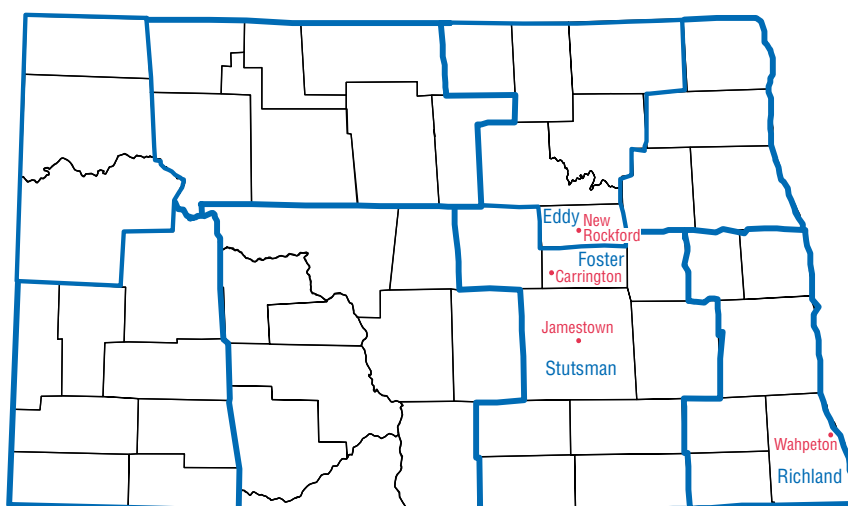 Eddy
New
Rockford
Foster
Carrington
Jamestown
Stutsman
Wahpeton
Richland